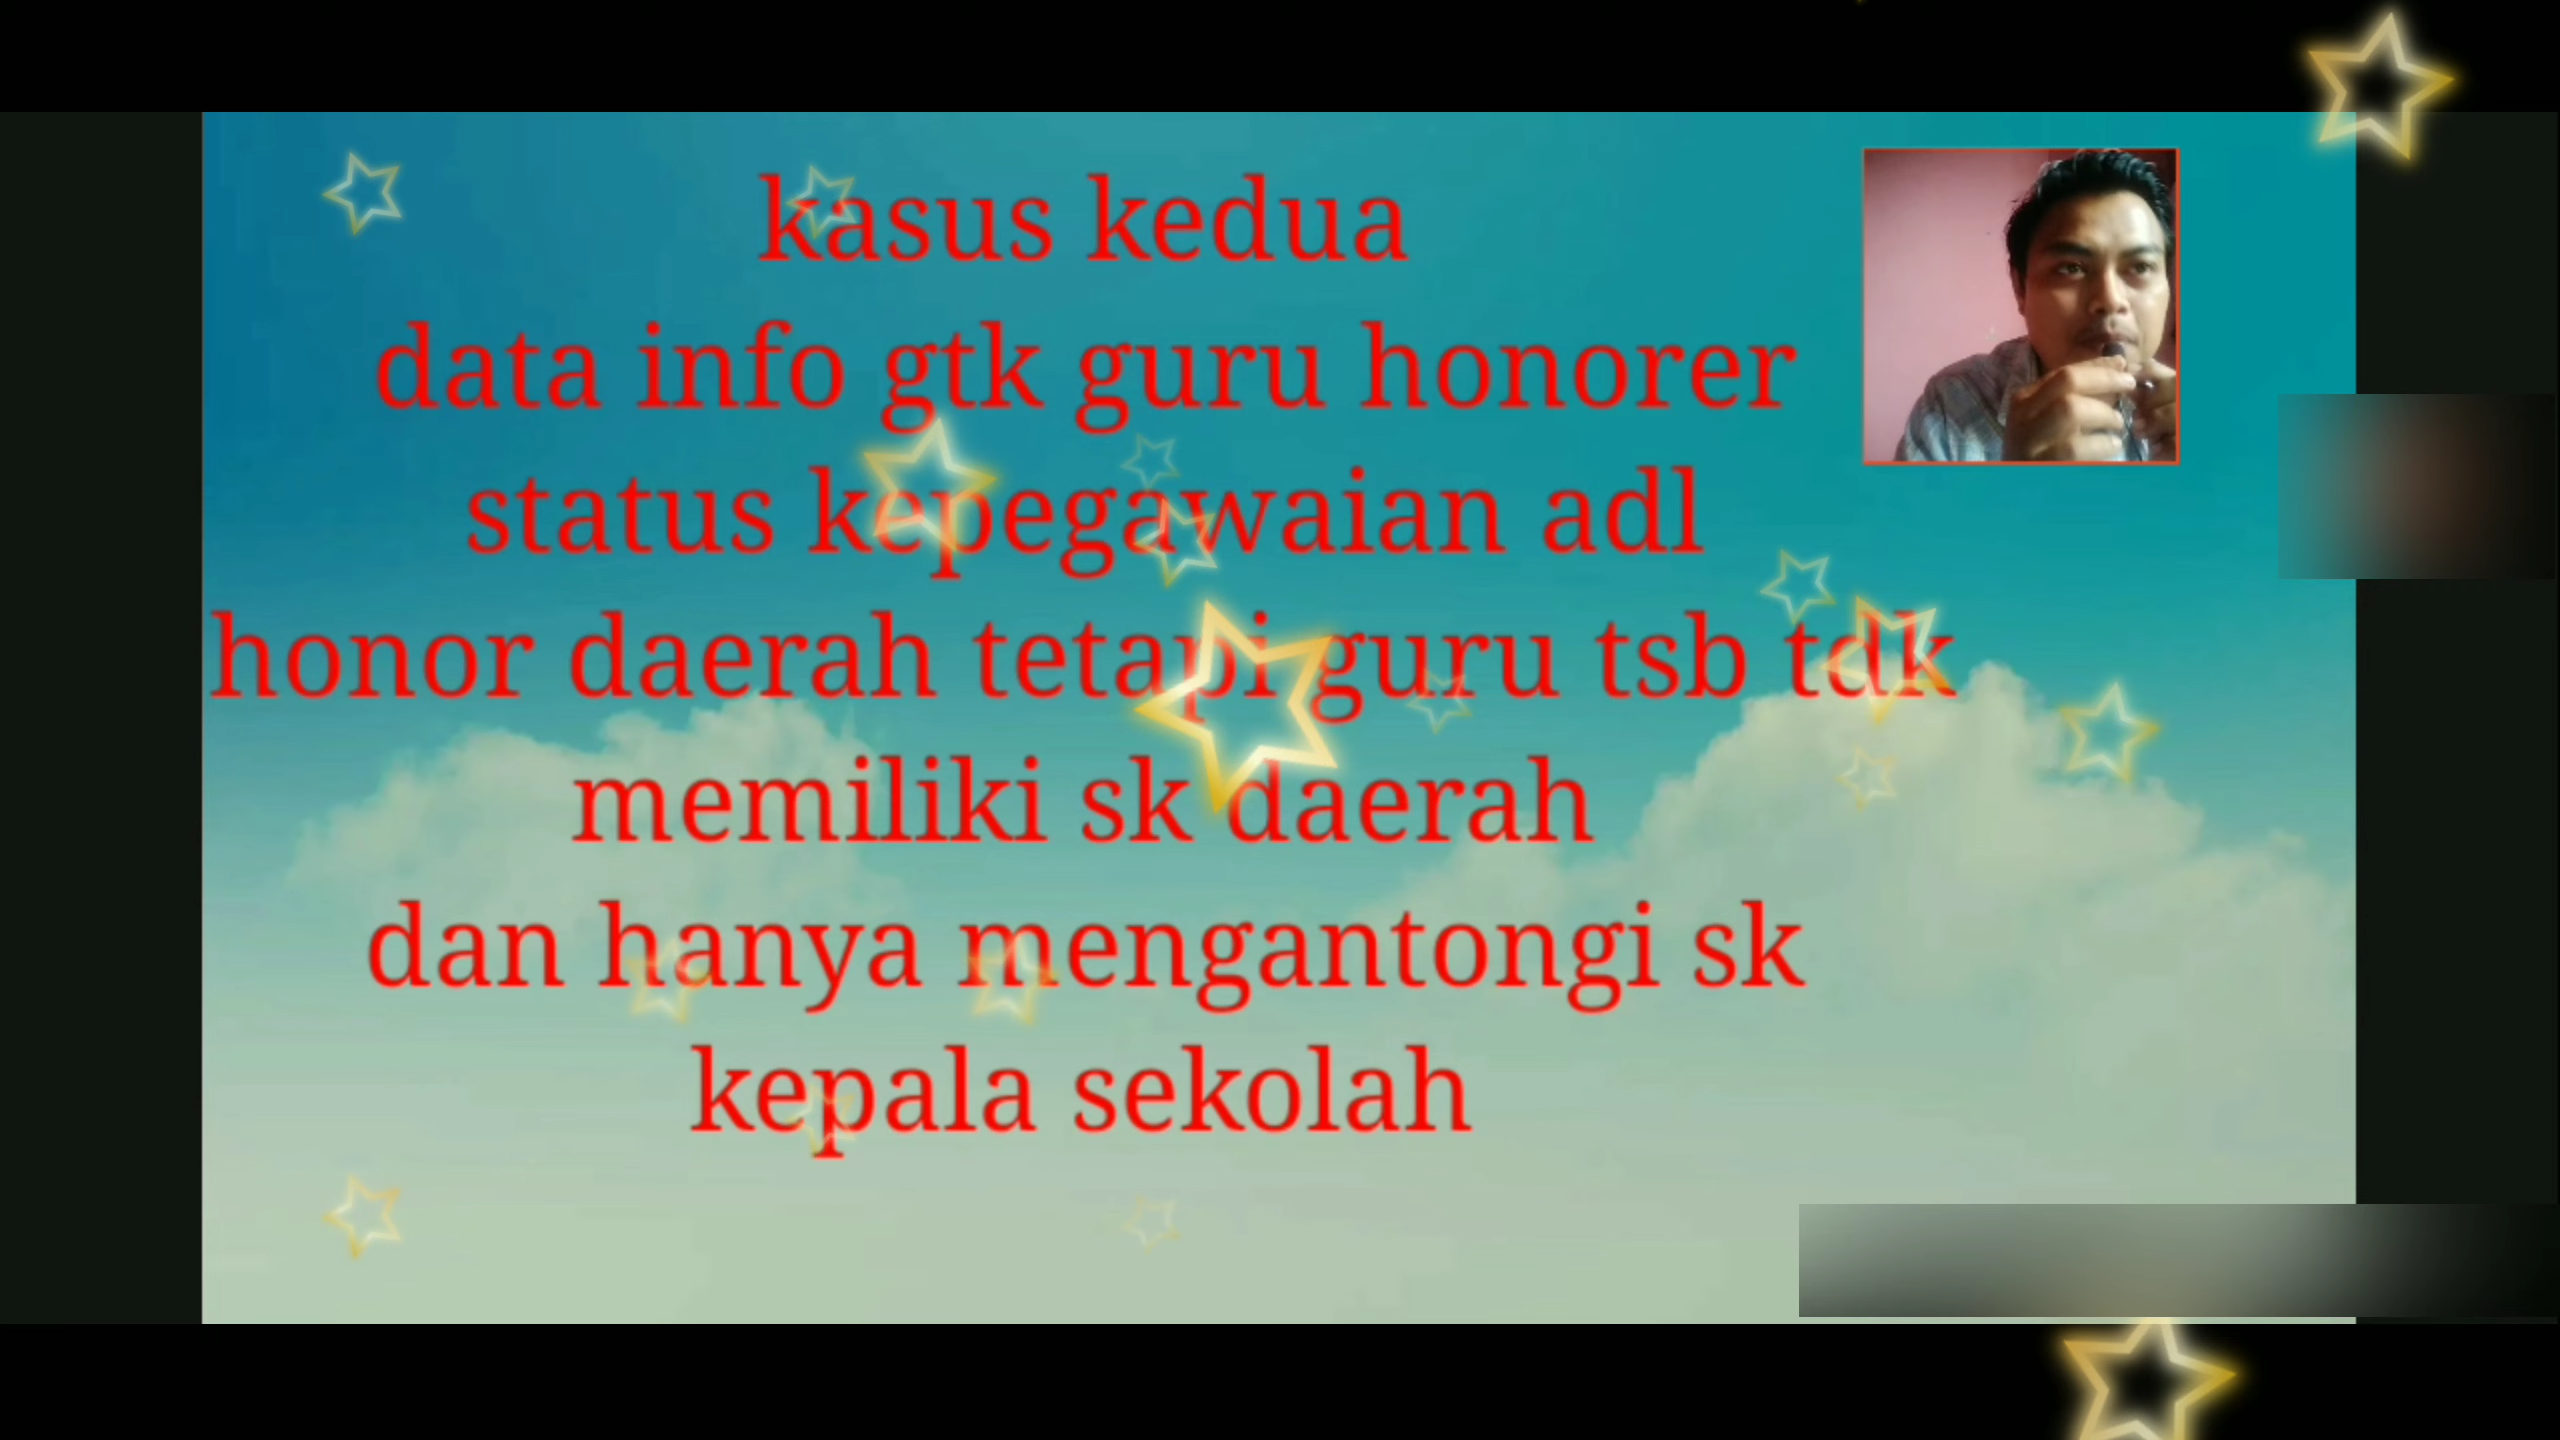 kasus kedua
data info gtk guru honorer
status kepegawaian adl
honor daerah tetapi guru tsb tdk
memiliki sk daerah
dan hanya mengantongi sk
kepala sekolah